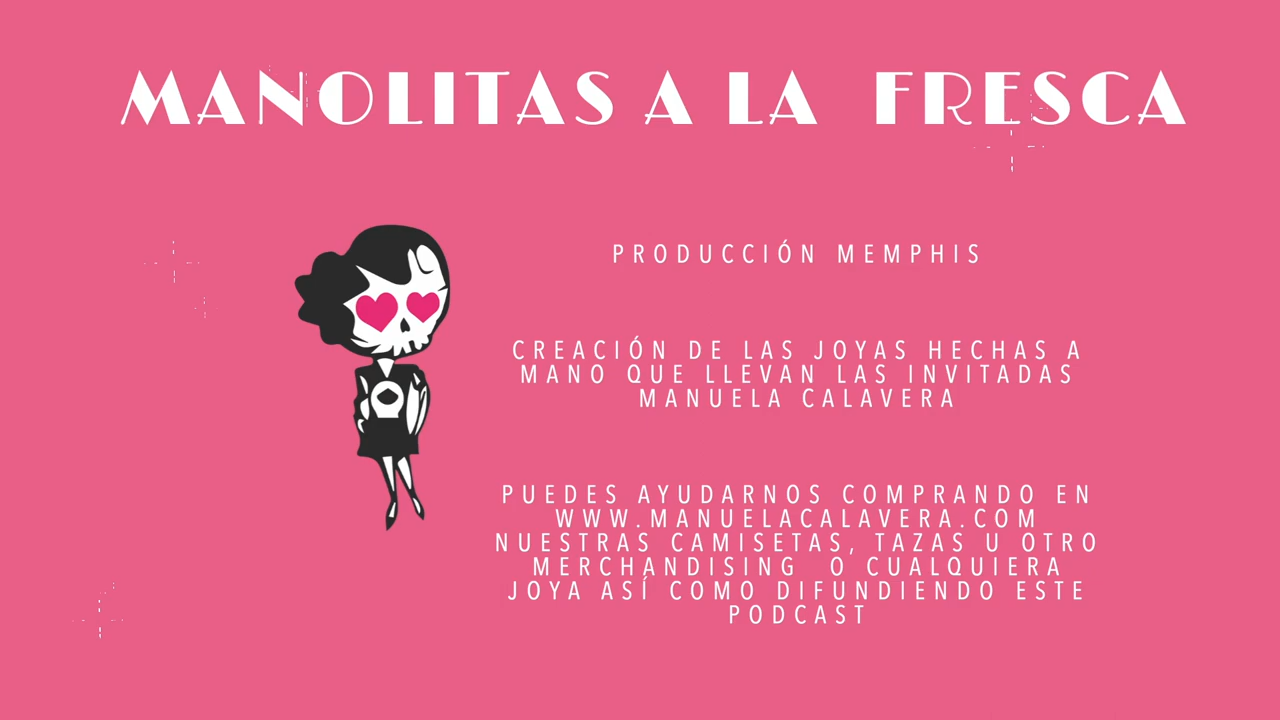 MANOLITAS A LA FRESCA
PRODUCCIÓN MEMPHIS
CREACIÓN DE LAS JOYAS HECHAS A
MANO QUE LLEVAN LAS INVITADAS
MANUELA CALAVERA
PUEDES AYUDARNOS COMPRANDO EN
WWW.MANUELACALAVERA.COM
NUESTRAS CAMISETAS, TAZAS U OTRO
MERCHANDISING O CUALQUIERA
JOYA ASÍ COMO DIFUNDIENDO ESTE
PODCAST